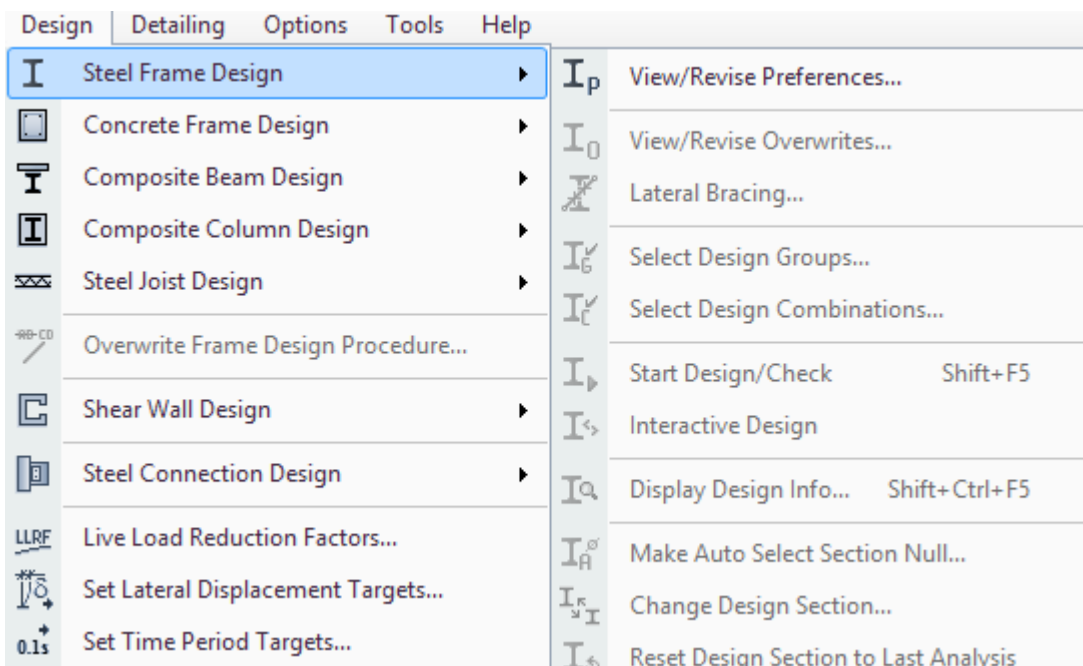 Design Detailing Options Tools Help
Steel Frame Design
Concrete Frame Design
Composite Beam Design
Composite Column Design
Steel Joist Design
Overwrite Frame Design Procedure...
Shear Wall Design
Steel Connection Design
LLRF Live Load Reduction Factors...
Set Lateral Displacement Targets...
0.1s Set Time Period Targets...
View/Revise Preferences...
View/Revise Overwrites...
Lateral Bracing...
Select Design Groups...
Select Design Combinations...
Start Design/Check Shift+F5
Interactive Design
Display Design Info... Shift+Ctrl+F5
Make Auto Select Section Null...
Change Design Section...
Reset Design Section to Last Analysis